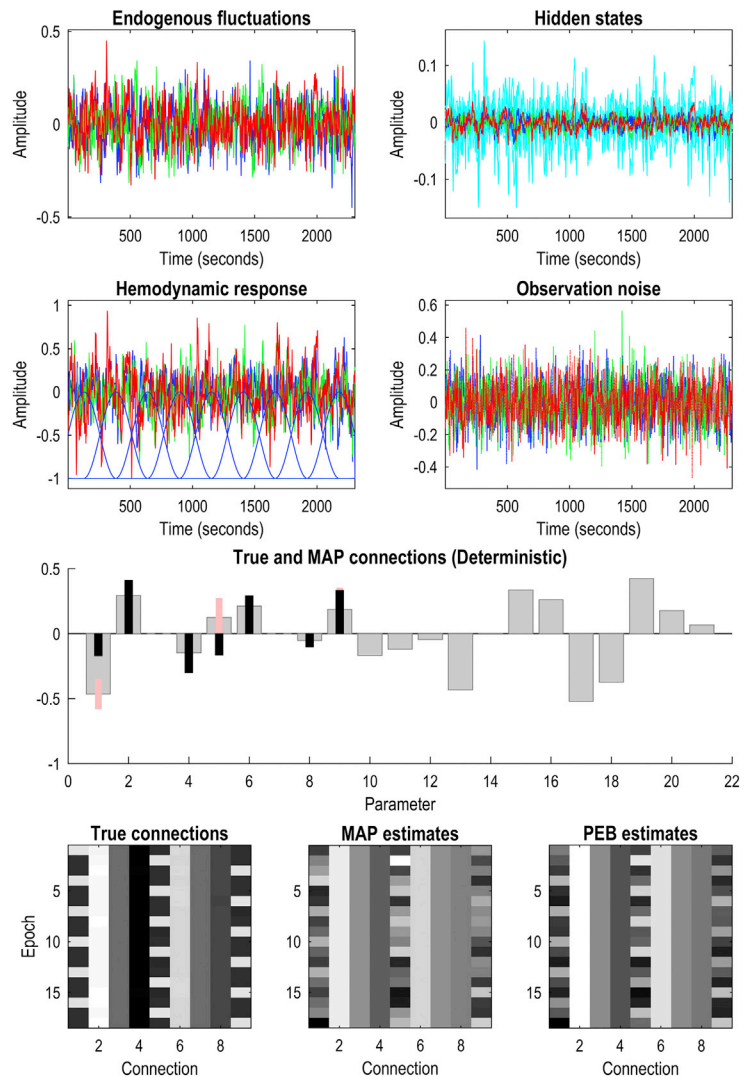 Endogenous fluctuations
Amplitude
0.5
0
-0.5
500 1000 1500 2000
Time (seconds)
Hidden states
Amplitude
0.1
0
-0.1
500 1000 1500 2000
Time (seconds)
Hemodynamic response
Amplitude
1
0.5
0
-0.5
-1
500 1000 1500 2000
Time (seconds)
Observation noise
Amplitude
0.6
0.4
0.2
0
-0.2
-0.4
500 1000 1500 2000
Time (seconds)
True and MAP connections (Deterministic)
0.5
0
-0.5
-1
0 2 4 6 8 10 12 14 16 18 20 22
Parameter
True connections
Epoch
5
10
15
2 4 6 8
Connection
MAP estimates
5
10
15
2 4 6 8
Connection
PEB estimates
5
10
15
2 4 6 8
Connection